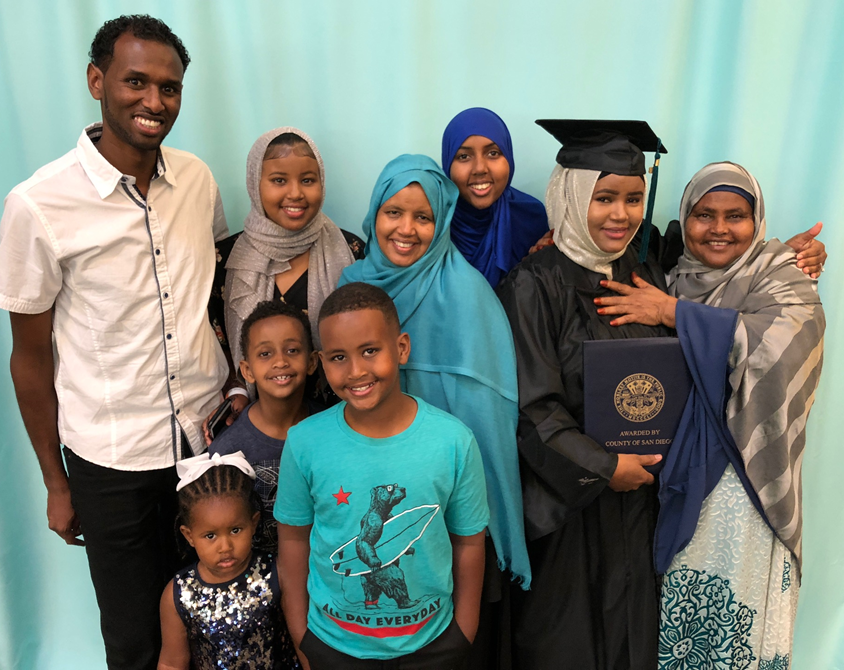 AWARDED BY
COUNTY OF SAN DIEGO
ALL DAY EVERYDAY